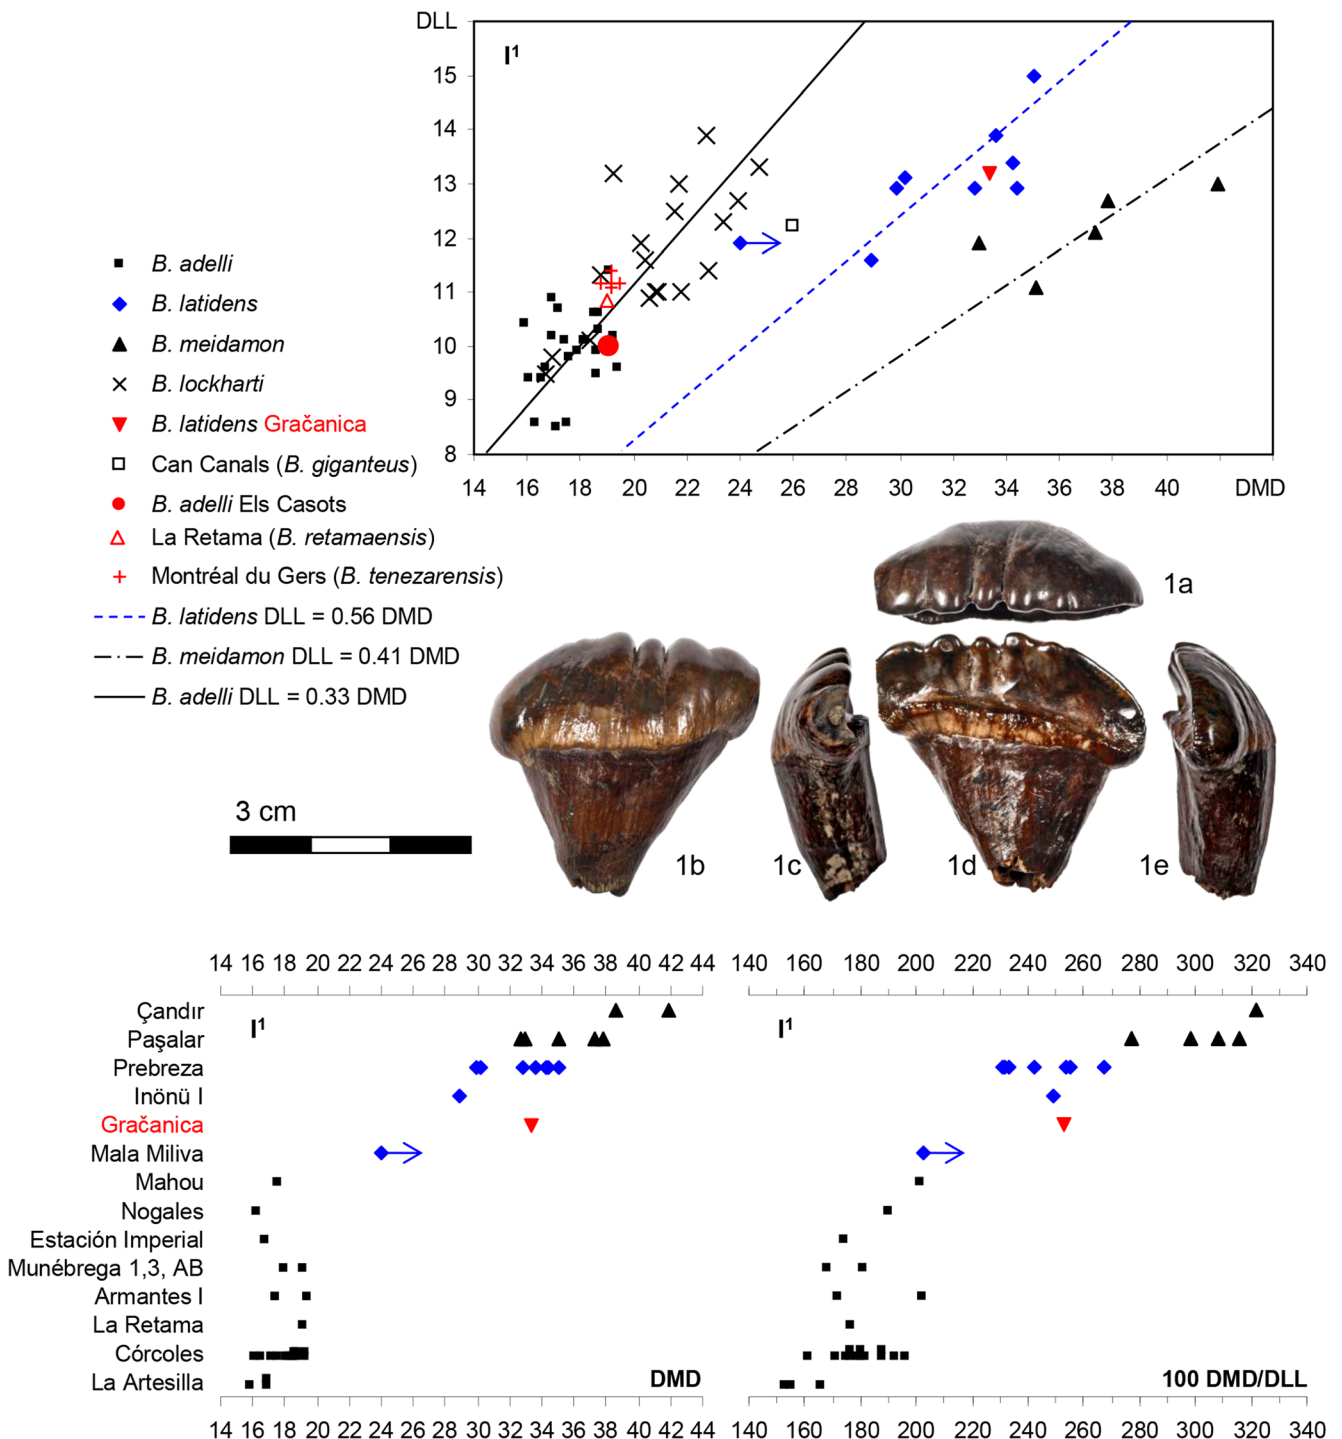 DLL
I¹
15
14
13
12
11
10
9
8
14 16 18 20 22 24 26 28 30 32 34 36 38 40 DMD
B. adelli
B. latidens
B. meidamon
B. lockharti
B. latidens Gračanica
Can Canals (B. giganteus)
B. adelli Els Casots
La Retama (B. retamaensis)
Montréal du Gers (B. tenezarensis)
B. latidens DLL = 0.56 DMD
B. meidamon DLL = 0.41 DMD
B. adelli DLL = 0.33 DMD
3 cm
1a
1b
1c
1d
1e
14 16 18 20 22 24 26 28 30 32 34 36 38 40 42 44
140 160 180 200 220 240 260 280 300 320 340
I¹
I¹
Çandır
Paşalar
Prebreza
Inönü I
Gračanica
Mala Miliva
Mahou
Nogales
Estación Imperial
Munébrega 1,3, AB
Armantes I
La Retama
Córcoles
La Artesilla
DMD
100 DMD/DLL
14 16 18 20 22 24 26 28 30 32 34 36 38 40 42 44
140 160 180 200 220 240 260 280 300 320 340